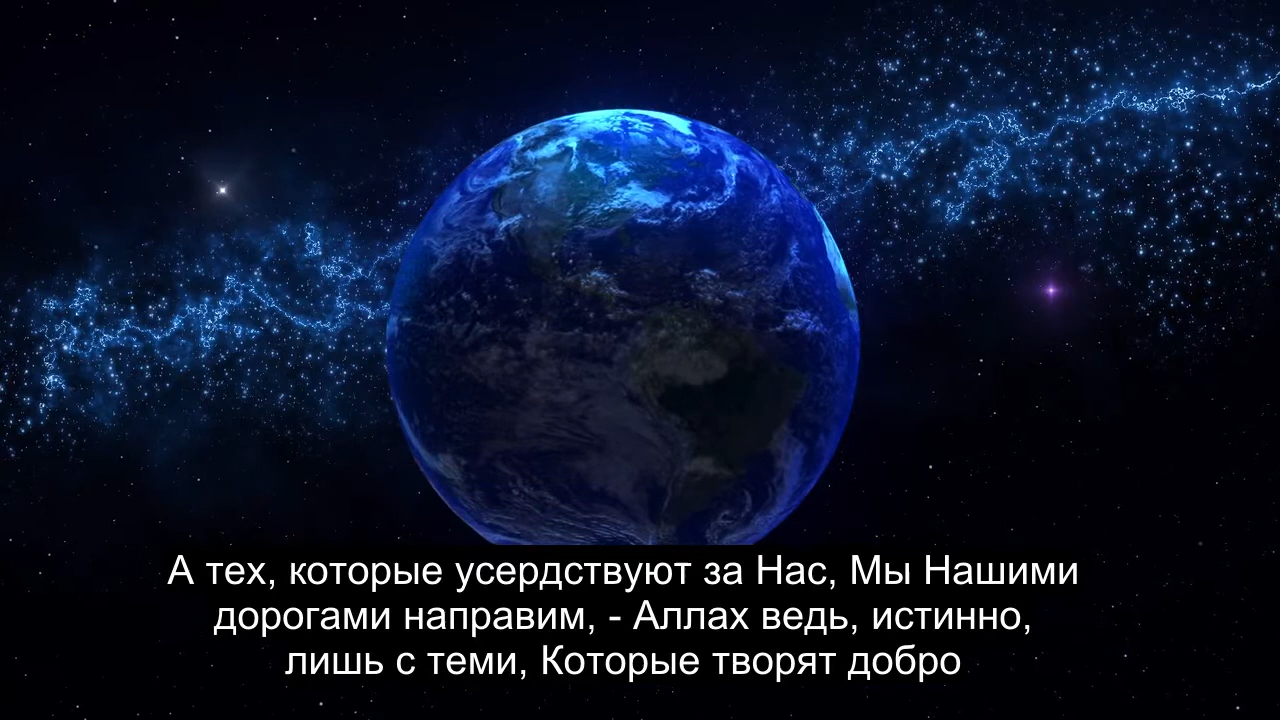 А тех, которые усердствуют за Нас, Мы Нашими
дорогами направим, - Аллах ведь, истинно,
лишь с теми, Которые творят добро